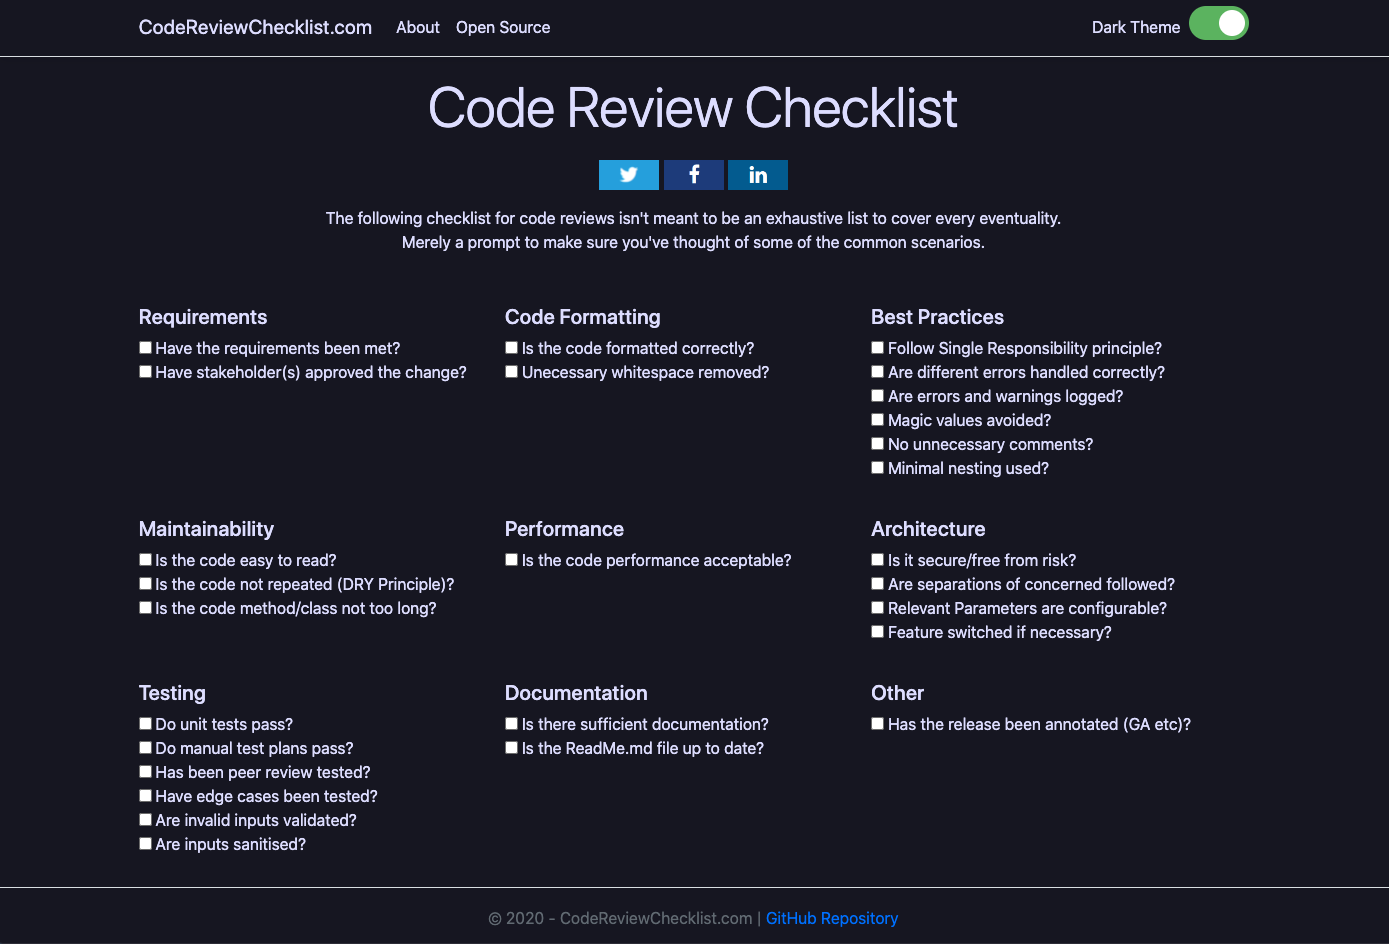 CodeReviewChecklist.com About Open Source Dark Theme
Code Review Checklist
The following checklist for code reviews isn't meant to be an exhaustive list to cover every eventuality.
Merely a prompt to make sure you've thought of some of the common scenarios.
Requirements
Have the requirements been met?
Have stakeholder(s) approved the change?
Code Formatting
Is the code formatted correctly?
Unecessary whitespace removed?
Best Practices
Follow Single Responsibility principle?
Are different errors handled correctly?
Are errors and warnings logged?
Magic values avoided?
No unnecessary comments?
Minimal nesting used?
Maintainability
Is the code easy to read?
Is the code not repeated (DRY Principle)?
Is the code method/class not too long?
Performance
Is the code performance acceptable?
Architecture
Is it secure/free from risk?
Are separations of concerned followed?
Relevant Parameters are configurable?
Feature switched if necessary?
Testing
Do unit tests pass?
Do manual test plans pass?
Has been peer review tested?
Have edge cases been tested?
Are invalid inputs validated?
Are inputs sanitised?
Documentation
Is there sufficient documentation?
Is the ReadMe.md file up to date?
Other
Has the release been annotated (GA etc)?
© 2020 - CodeReviewChecklist.com | GitHub Repository